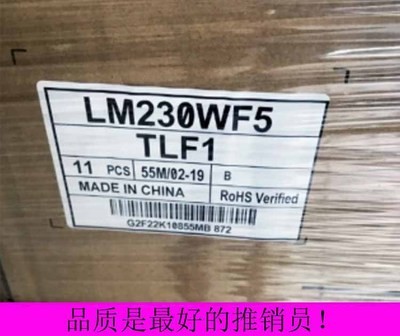 LM230WF5
TLF1
11 PCS 55M/02-19 B
MADE IN CHINA RoHS Verified
G2F22K10855MB 872
品质是最好的推销员！